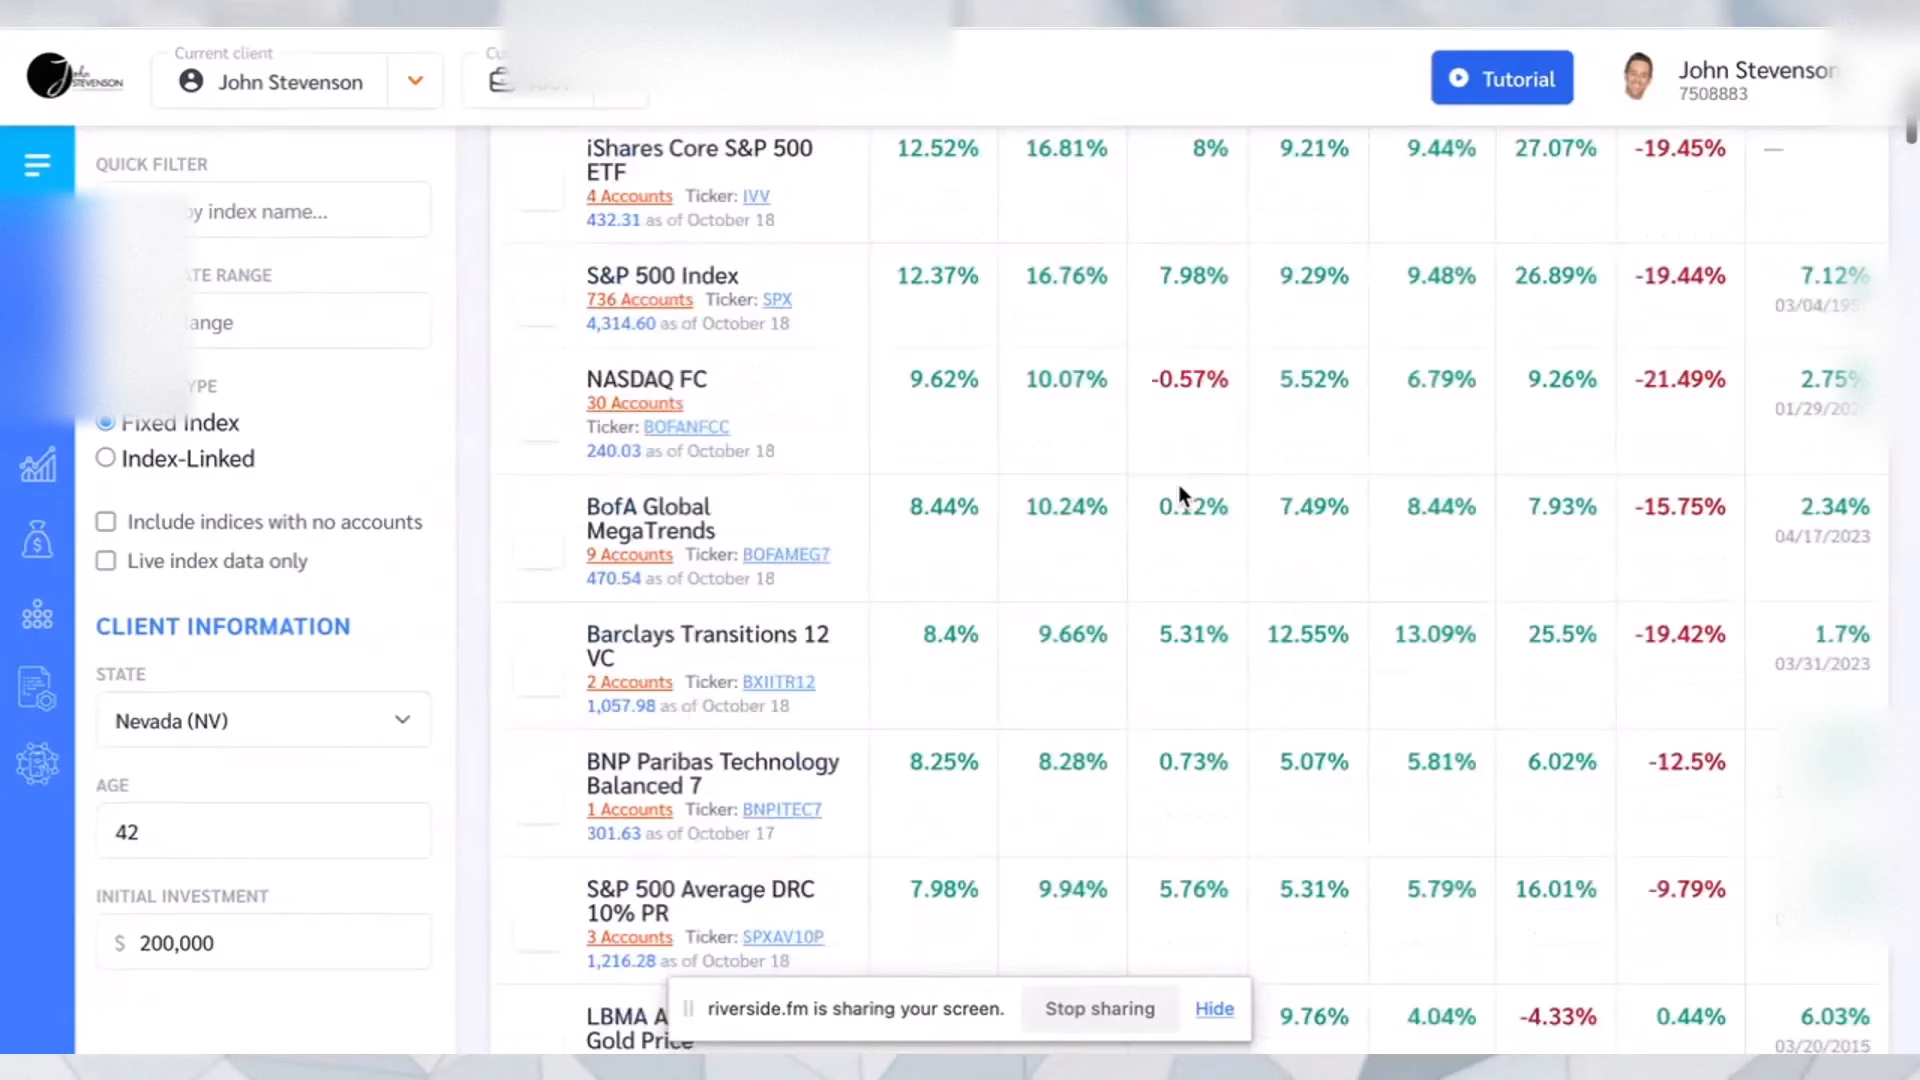 John
STEVENSON
Current client
John Stevenson
Tutorial
John Stevenson
7508883
QUICK FILTER
by index name...
RANGE
Fixed Index
Index-Linked
Include indices with no accounts
Live index data only
CLIENT INFORMATION
STATE
Nevada (NV)
AGE
42
INITIAL INVESTMENT
$ 200,000
iShares Core S&P 500
ETF
4 Accounts Ticker: IVV
432.31 as of October 18
12.52% 16.81% 8% 9.21% 9.44% 27.07% -19.45% —
S&P 500 Index
736 Accounts Ticker: SPX
4,314.60 as of October 18
12.37% 16.76% 7.98% 9.29% 9.48% 26.89% -19.44% 7.12%
NASDAQ FC
30 Accounts
Ticker: BOFANFCC
240.03 as of October 18
9.62% 10.07% -0.57% 5.52% 6.79% 9.26% -21.49% 2.75%
BofA Global
MegaTrends
9 Accounts Ticker: BOFAMEG7
470.54 as of October 18
8.44% 10.24% 0.12% 7.49% 8.44% 7.93% -15.75% 2.34%
04/17/2023
Barclays Transitions 12
VC
2 Accounts Ticker: BXIITR12
1,057.98 as of October 18
8.4% 9.66% 5.31% 12.55% 13.09% 25.5% -19.42% 1.7%
03/31/2023
BNP Paribas Technology
Balanced 7
1 Accounts Ticker: BNPITEC7
301.63 as of October 17
8.25% 8.28% 0.73% 5.07% 5.81% 6.02% -12.5%
S&P 500 Average DRC
10% PR
3 Accounts Ticker: SPXAV10P
1,216.28 as of October 18
7.98% 9.94% 5.76% 5.31% 5.79% 16.01% -9.79%
LBMA
Gold Price
9.76% 4.04% -4.33% 0.44% 6.03%
03/20/2015
riverside.fm is sharing your screen. Stop sharing Hide